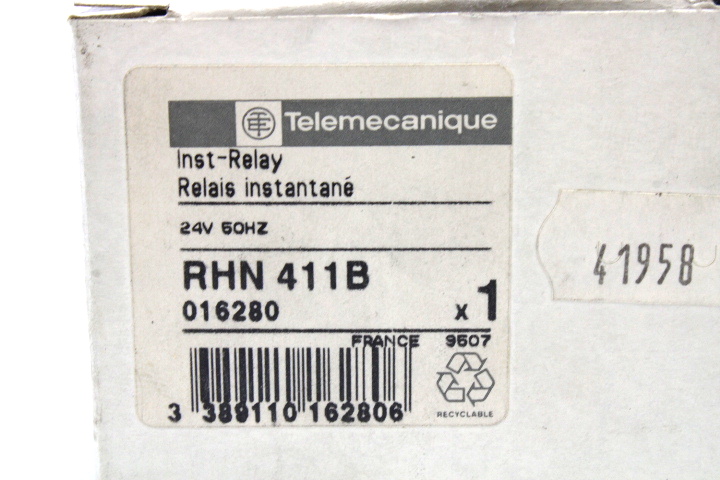 Telemecanique
Inst-Relay
Relais instantané
24V 50HZ
RHN 411B
016280 x 1
FRANCE 9507
3 389110 162806
RECYCLABLE
41958